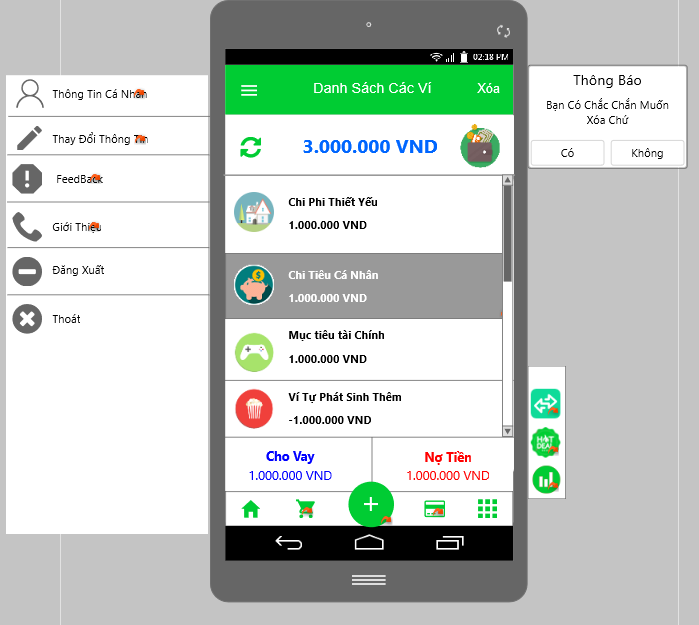 Thông Tin Cá Nhân
Thay Đổi Thông Tin
FeedBack
Giới Thiệu
Đăng Xuất
Thoát
02:18 PM
Danh Sách Các Ví
Xóa
3.000.000 VND
Chi Phí Thiết Yếu
1.000.000 VND
Chi Tiêu Cá Nhân
1.000.000 VND
Mục tiêu tài Chính
1.000.000 VND
Ví Tự Phát Sinh Thêm
-1.000.000 VND
Cho Vay
1.000.000 VND
Nợ Tiền
1.000.000 VND
Thông Báo
Bạn Có Chắc Chắn Muốn
Xóa Chứ
Có
Không
HOT
DEAL